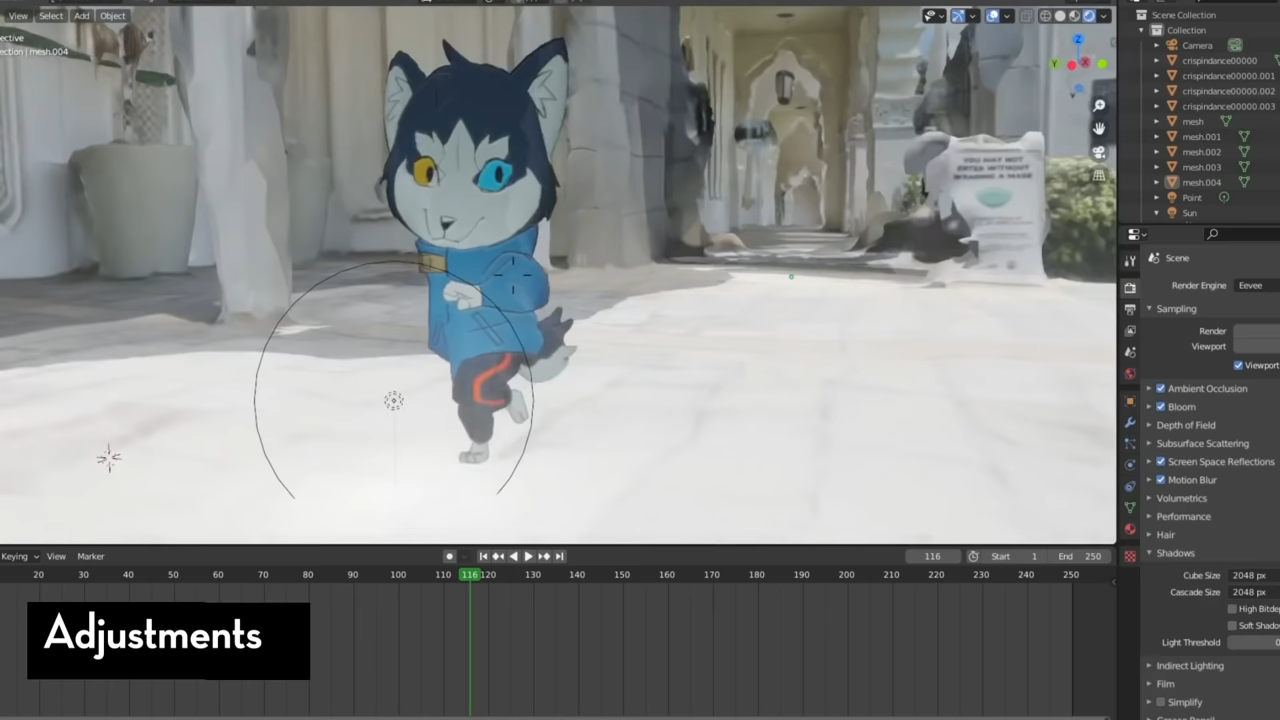 View Select Add Object
ective
ection | mesh.004
YOU MAY NOT
ENTER WITHOUT
WEARING A MASK
Z
Y X
Scene Collection
Collection
Camera
crispindance00000
crispindance00000.001
crispindance00000.002
crispindance00000.003
mesh
mesh.001
mesh.002
mesh.003
mesh.004
Point
Sun
Scene
Render Engine Eevee
Sampling
Render
Viewport
Viewport
Ambient Occlusion
Bloom
Depth of Field
Subsurface Scattering
Screen Space Reflections
Motion Blur
Volumetrics
Performance
Hair
Shadows
Cube Size 2048 px
Cascade Size 2048 px
High Bitde
Soft Shado
Light Threshold 0
Indirect Lighting
Film
Simplify
Keying View Marker
116 Start 1 End 250
20 30 40 50 60 70 80 90 100 110 116 120 130 140 150 160 170 180 190 200 210 220 230 240 250
Adjustments